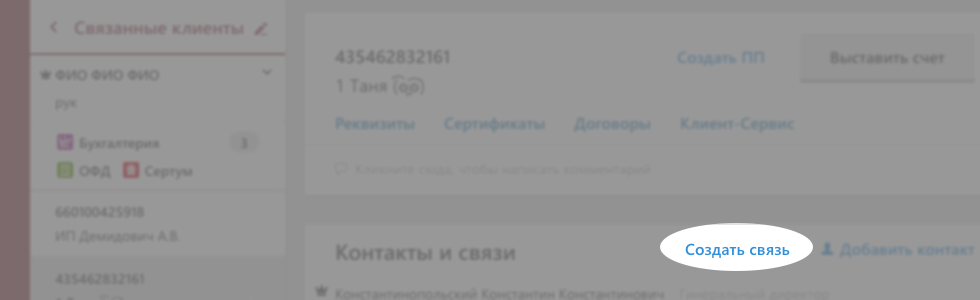 Связанные клиенты
ФИО ФИО ФИО
рук
Бухгалтерия 3
ОФД Сертум
660100425918
ИП Демидович А.В.
435462832161
435462832161
1 Таня
Создать ПП
Выставить счет
Реквизиты Сертификаты Договоры Клиент-Сервис
Кликните сюда, чтобы написать комментарий
Контакты и связи
Создать связь
Добавить контакт
Константинопольский Константин Константинович Генеральный директор